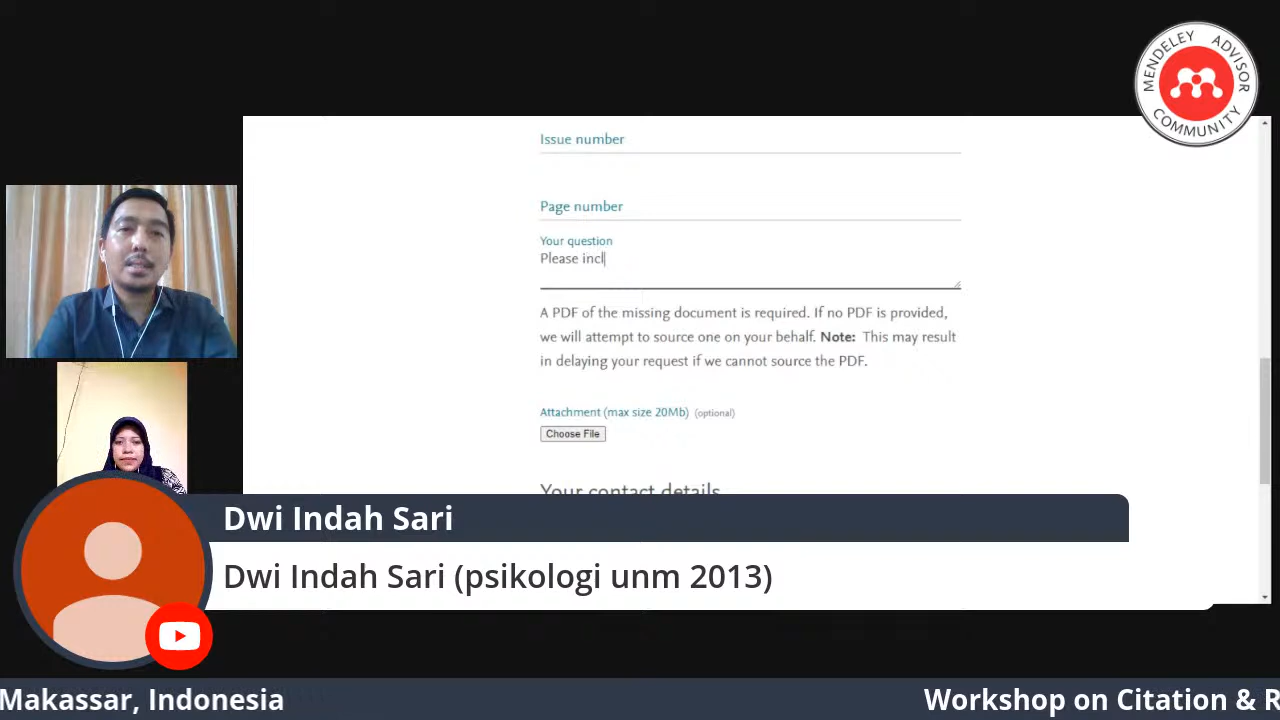 MENDELEY ADVISOR
COMMUNITY
Issue number
Page number
Your question
Please incl
A PDF of the missing document is required. If no PDF is provided,
we will attempt to source one on your behalf. Note: This may result
in delaying your request if we cannot source the PDF.
Attachment (max size 20Mb) (optional)
Choose File
Your contact details
Dwi Indah Sari
Dwi Indah Sari (psikologi unm 2013)
Makassar, Indonesia
Workshop on Citation & R